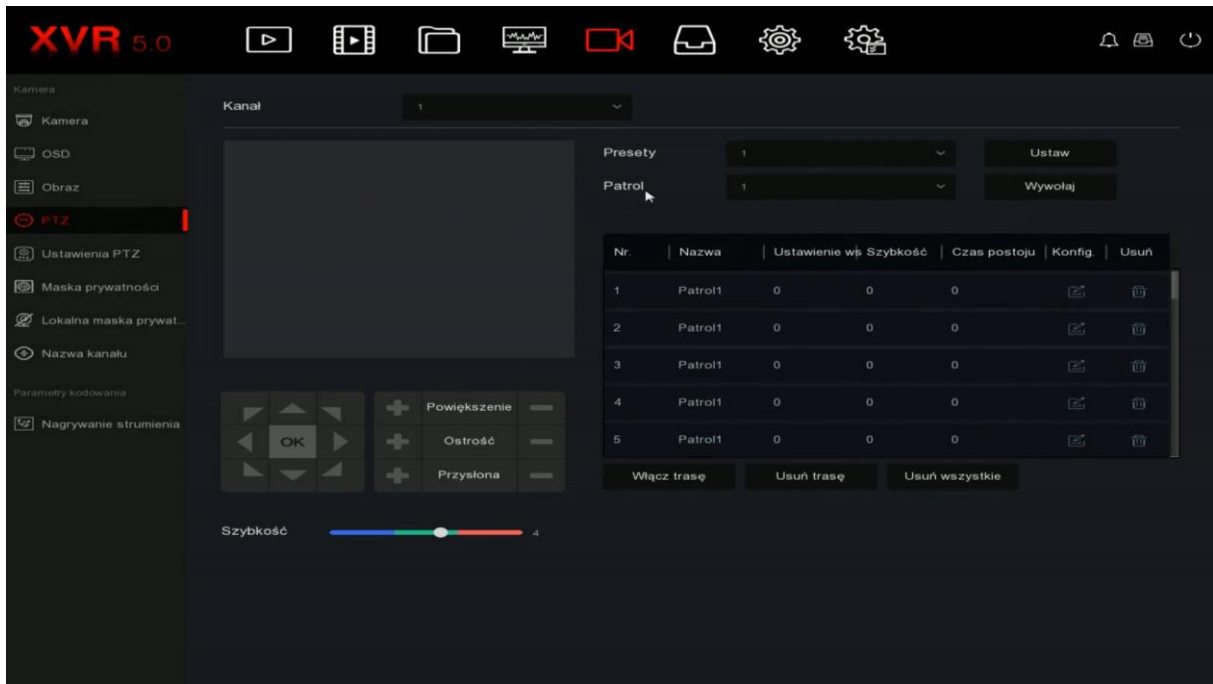 XVR 5.0
Kamera
Kamera
OSD
Obraz
PTZ
Ustawienia PTZ
Maska prywatności
Lokalna maska prywat...
Nazwa kanału
Parametry kodowania
Nagrywanie strumienia
Kanał 1
Presety 1 Ustaw
Patrol 1 Wywołaj
Nr. Nazwa Ustawienie ws Szybkość Czas postoju Konfig. Usuń
1 Patrol1 0 0 0
2 Patrol1 0 0 0
3 Patrol1 0 0 0
4 Patrol1 0 0 0
5 Patrol1 0 0 0
Włącz trasę Usuń trasę Usuń wszystkie
Powiększenie
OK Ostrość
Przysłona
Szybkość 4